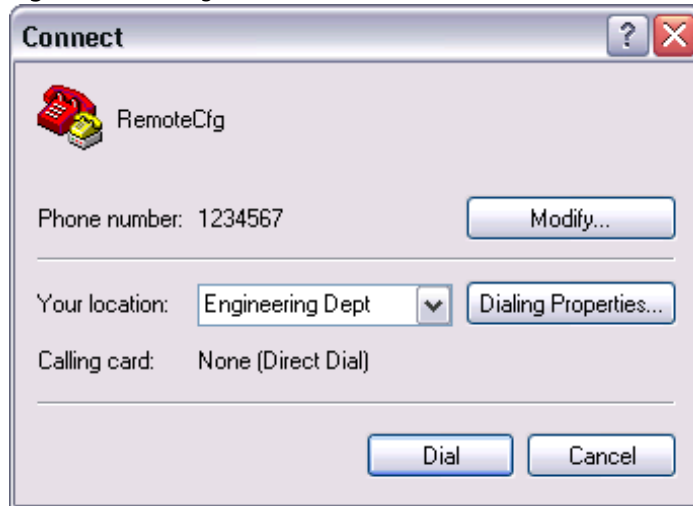 Connect
RemoteCfg
Phone number: 1234567 Modify...
Your location: Engineering Dept Dialing Properties...
Calling card: None (Direct Dial)
Dial Cancel